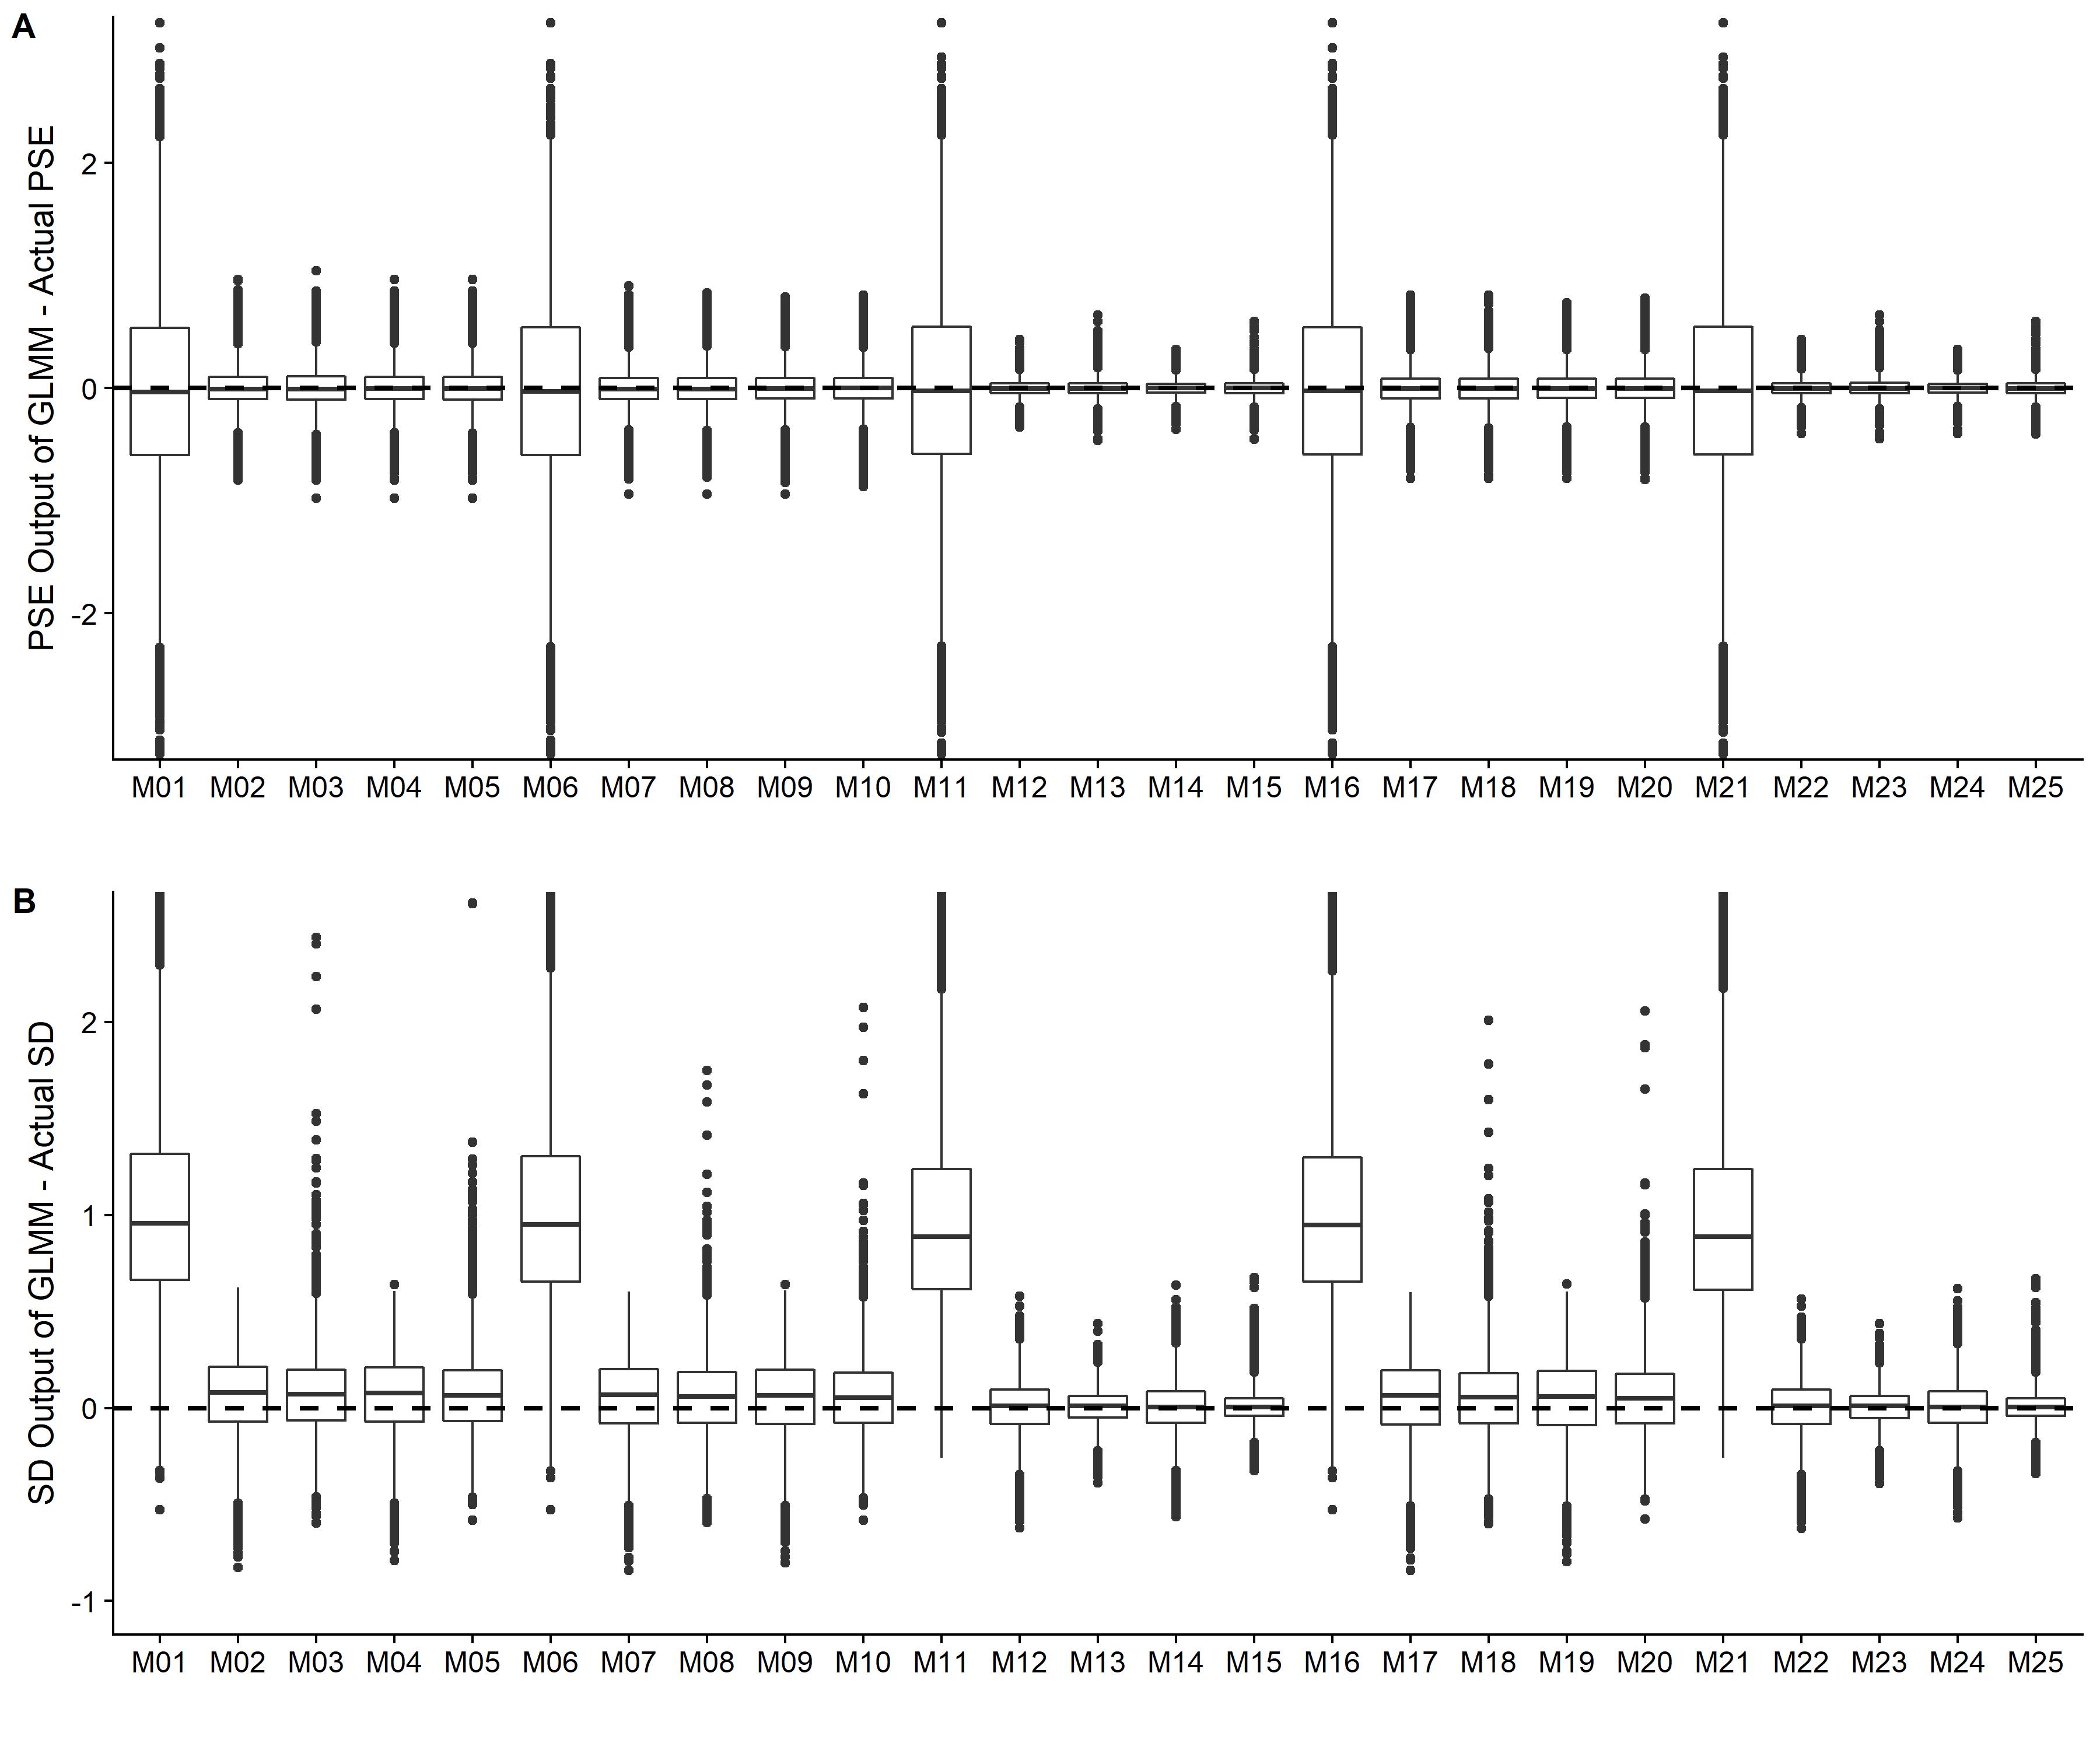 A
PSE Output of GLMM - Actual PSE
2
0
-2
M01 M02 M03 M04 M05 M06 M07 M08 M09 M10 M11 M12 M13 M14 M15 M16 M17 M18 M19 M20 M21 M22 M23 M24 M25
B
SD Output of GLMM - Actual SD
2
1
0
-1
M01 M02 M03 M04 M05 M06 M07 M08 M09 M10 M11 M12 M13 M14 M15 M16 M17 M18 M19 M20 M21 M22 M23 M24 M25